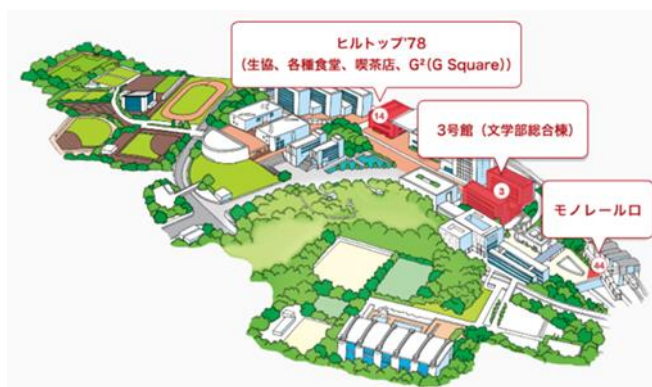 ヒルトップ'78
(生協、各種食堂、喫茶店、G²(G Square))
14
3号館(文学部総合棟)
3
モノレール口
44